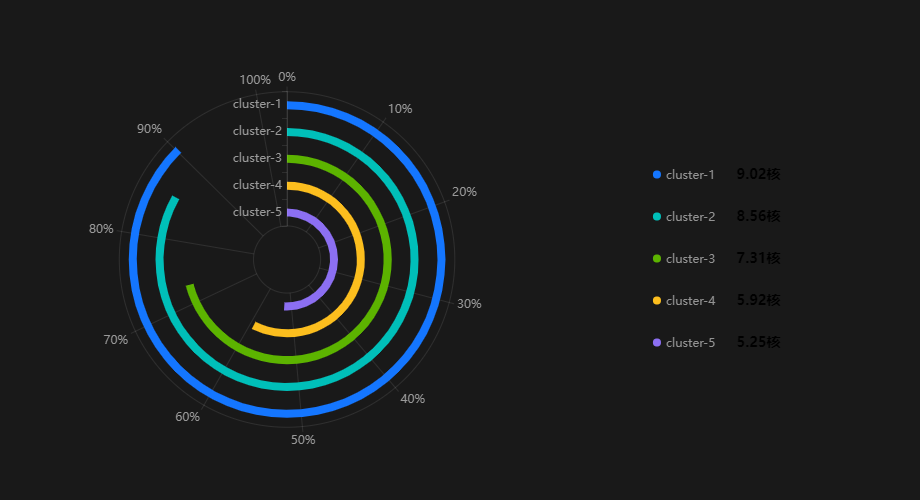 100% 0%
10%
20%
30%
40%
50%
60%
70%
80%
90%
cluster-1
cluster-2
cluster-3
cluster-4
cluster-5
cluster-1 9.02核
cluster-2 8.56核
cluster-3 7.31核
cluster-4 5.92核
cluster-5 5.25核